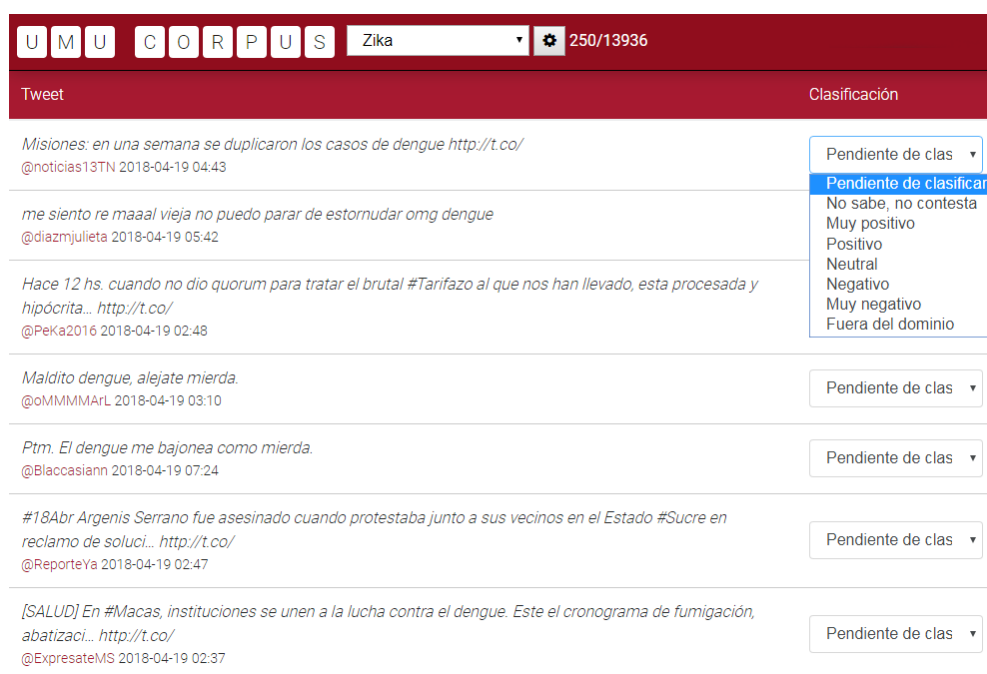 UMU CORPUS Zika 250/13936
Tweet Clasificación
Misiones: en una semana se duplicaron los casos de dengue http://t.co/
@noticias13TN 2018-04-19 04:43
Pendiente de clas
Pendiente de clasificar
No sabe, no contesta
Muy positivo
Positivo
Neutral
Negativo
Muy negativo
Fuera del dominio
me siento re maaal vieja no puedo parar de estornudar omg dengue
@diazmjulieta 2018-04-19 05:42
Hace 12 hs. cuando no dio quorum para tratar el brutal #Tarifazo al que nos han llevado, esta procesada y
hipócrita... http://t.co/
@PeKa2016 2018-04-19 02:48
Maldito dengue, alejate mierda.
@oMMMMArL 2018-04-19 03:10
Pendiente de clas
Ptm. El dengue me bajonea como mierda.
@Blaccasiann 2018-04-19 07:24
Pendiente de clas
#18Abr Argenis Serrano fue asesinado cuando protestaba junto a sus vecinos en el Estado #Sucre en
reclamo de soluci... http://t.co/
@ReporteYa 2018-04-19 02:47
Pendiente de clas
[SALUD] En #Macas, instituciones se unen a la lucha contra el dengue. Este el cronograma de fumigación,
abatizaci... http://t.co/
@ExpresateMS 2018-04-19 02:37
Pendiente de clas